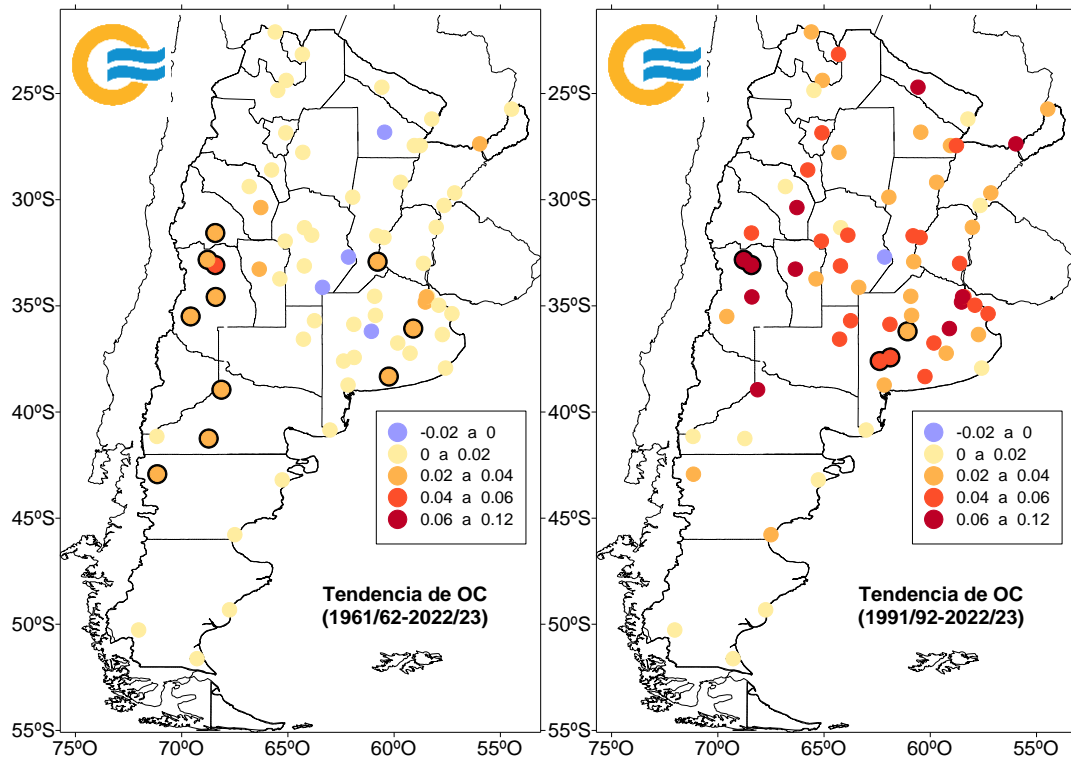 25ºS
30ºS
35ºS
40ºS
45ºS
50ºS
55ºS
75ºO 70ºO 65ºO 60ºO 55ºO
-0.02 a 0
0 a 0.02
0.02 a 0.04
0.04 a 0.06
0.06 a 0.12
Tendencia de OC
(1961/62-2022/23)
25ºS
30ºS
35ºS
40ºS
45ºS
50ºS
55ºS
75ºO 70ºO 65ºO 60ºO 55ºO
-0.02 a 0
0 a 0.02
0.02 a 0.04
0.04 a 0.06
0.06 a 0.12
Tendencia de OC
(1991/92-2022/23)